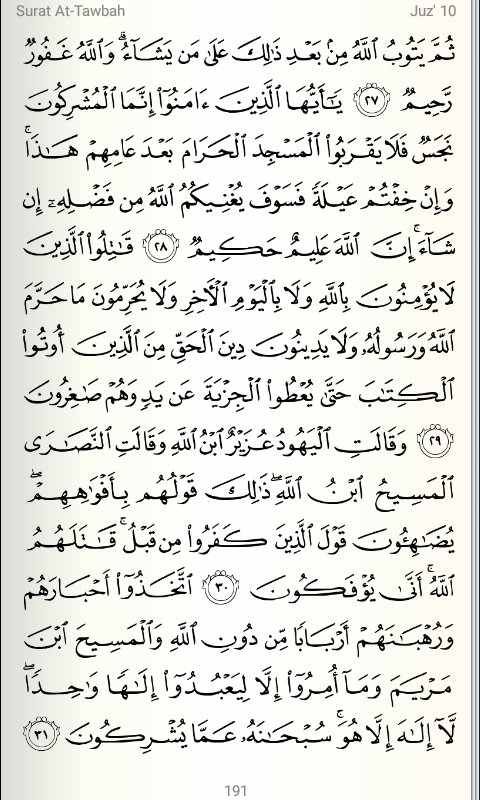 Surat At-Tawbah Juz' 10
ثُمَّ يَتُوبُ ٱللَّهُ مِنۢ بَعْدِ ذَٰلِكَ عَلَىٰ مَن يَشَآءُ ۗ وَٱللَّهُ غَفُورٌ
رَّحِيمٌ ٢٧ يَـٰٓأَيُّهَا ٱلَّذِينَ ءَامَنُوٓا۟ إِنَّمَا ٱلْمُشْرِكُونَ
نَجَسٌ فَلَا يَقْرَبُوا۟ ٱلْمَسْجِدَ ٱلْحَرَامَ بَعْدَ عَامِهِمْ هَـٰذَا ۚ
وَإِنْ خِفْتُمْ عَيْلَةً فَسَوْفَ يُغْنِيكُمُ ٱللَّهُ مِن فَضْلِهِۦٓ إِن
شَآءَ ۚ إِنَّ ٱللَّهَ عَلِيمٌ حَكِيمٌ ٢٨ قَـٰتِلُوا۟ ٱلَّذِينَ
لَا يُؤْمِنُونَ بِٱللَّهِ وَلَا بِٱلْيَوْمِ ٱلْـَٔاخِرِ وَلَا يُحَرِّمُونَ مَا حَرَّمَ
ٱللَّهُ وَرَسُولُهُۥ وَلَا يَدِينُونَ دِينَ ٱلْحَقِّ مِنَ ٱلَّذِينَ أُوتُوا۟
ٱلْكِتَـٰبَ حَتَّىٰ يُعْطُوا۟ ٱلْجِزْيَةَ عَن يَدٍ وَهُمْ صَـٰغِرُونَ
٢٩ وَقَالَتِ ٱلْيَهُودُ عُزَيْرٌ ٱبْنُ ٱللَّهِ وَقَالَتِ ٱلنَّصَـٰرَى
ٱلْمَسِيحُ ٱبْنُ ٱللَّهِ ۖ ذَٰلِكَ قَوْلُهُم بِأَفْوَٰهِهِمْ ۖ
يُضَـٰهِـُٔونَ قَوْلَ ٱلَّذِينَ كَفَرُوا۟ مِن قَبْلُ ۚ قَـٰتَلَهُمُ
ٱللَّهُ ۚ أَنَّىٰ يُؤْفَكُونَ ٣٠ ٱتَّخَذُوٓا۟ أَحْبَارَهُمْ
وَرُهْبَـٰنَهُمْ أَرْبَابًا مِّن دُونِ ٱللَّهِ وَٱلْمَسِيحَ ٱبْنَ
مَرْيَمَ وَمَآ أُمِرُوٓا۟ إِلَّا لِيَعْبُدُوٓا۟ إِلَـٰهًا وَٰحِدًا ۖ
لَّآ إِلَـٰهَ إِلَّا هُوَ ۚ سُبْحَـٰنَهُۥ عَمَّا يُشْرِكُونَ ٣١
191